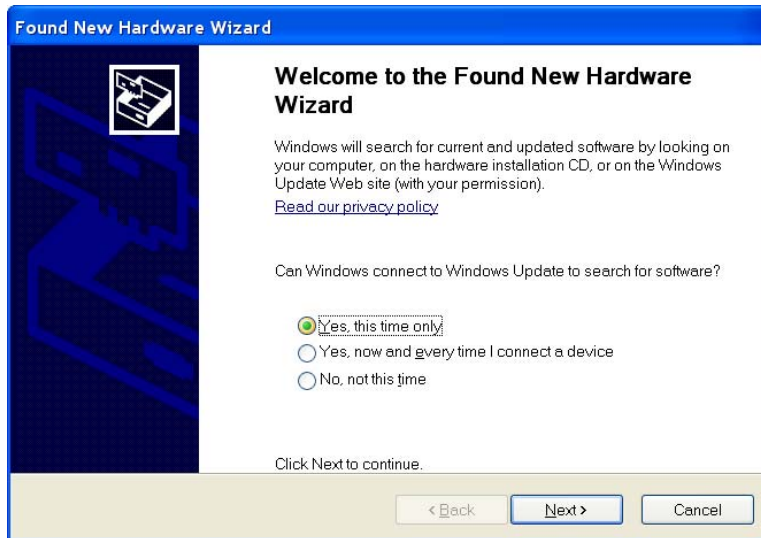 Found New Hardware Wizard
Welcome to the Found New Hardware
Wizard
Windows will search for current and updated software by looking on
your computer, on the hardware installation CD, or on the Windows
Update Web site (with your permission).
Read our privacy policy
Can Windows connect to Windows Update to search for software?
Yes, this time only
Yes, now and every time I connect a device
No, not this time
Click Next to continue.
< Back Next > Cancel